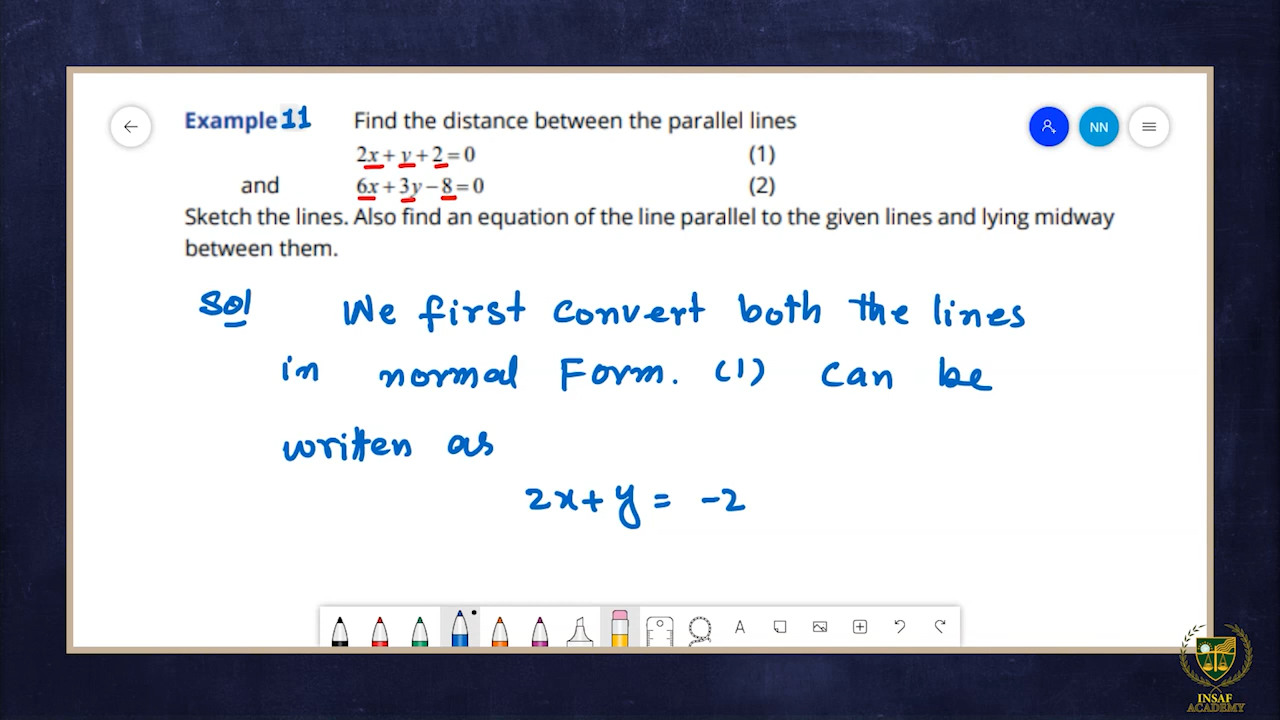 Example 11 Find the distance between the parallel lines
2x + y + 2 = 0 (1)
and 6x + 3y − 8 = 0 (2)
Sketch the lines. Also find an equation of the line parallel to the given lines and lying midway
between them.
NN
Sol We first convert both the lines
in normal Form. (1) can be
written as
2x + y = -2
A
INSAF
ACADEMY